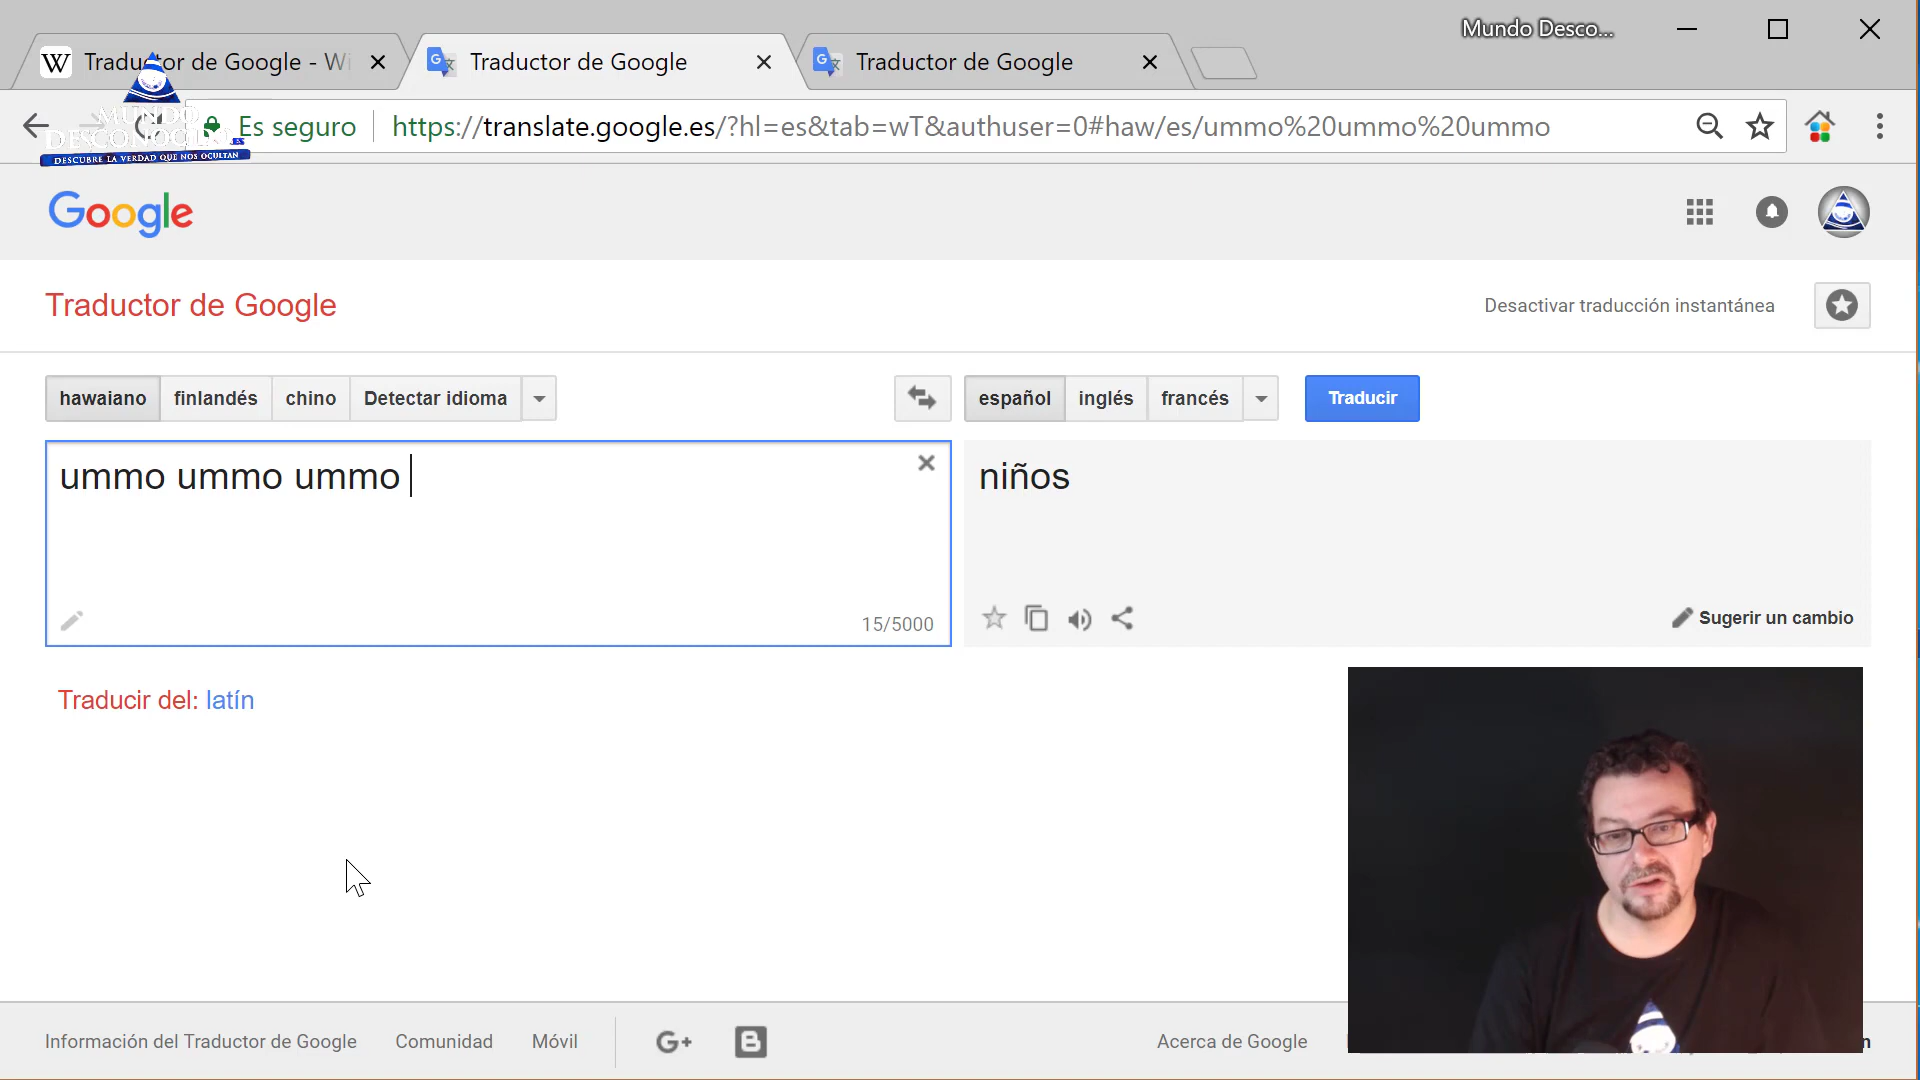 Mundo Desco...
Traductor de Google - Wi
Traductor de Google
Traductor de Google
MUNDO
DESCONOCIDO.es
DESCUBRE LA VERDAD QUE NOS OCULTAN
Es seguro
https://translate.google.es/?hl=es&tab=wT&authuser=0#haw/es/ummo%20ummo%20ummo
Google
Traductor de Google
Desactivar traducción instantánea
hawaiano finlandés chino Detectar idioma
español inglés francés
Traducir
ummo ummo ummo
niños
15/5000
Sugerir un cambio
Traducir del: latín
Información del Traductor de Google Comunidad Móvil
G+
Acerca de Google